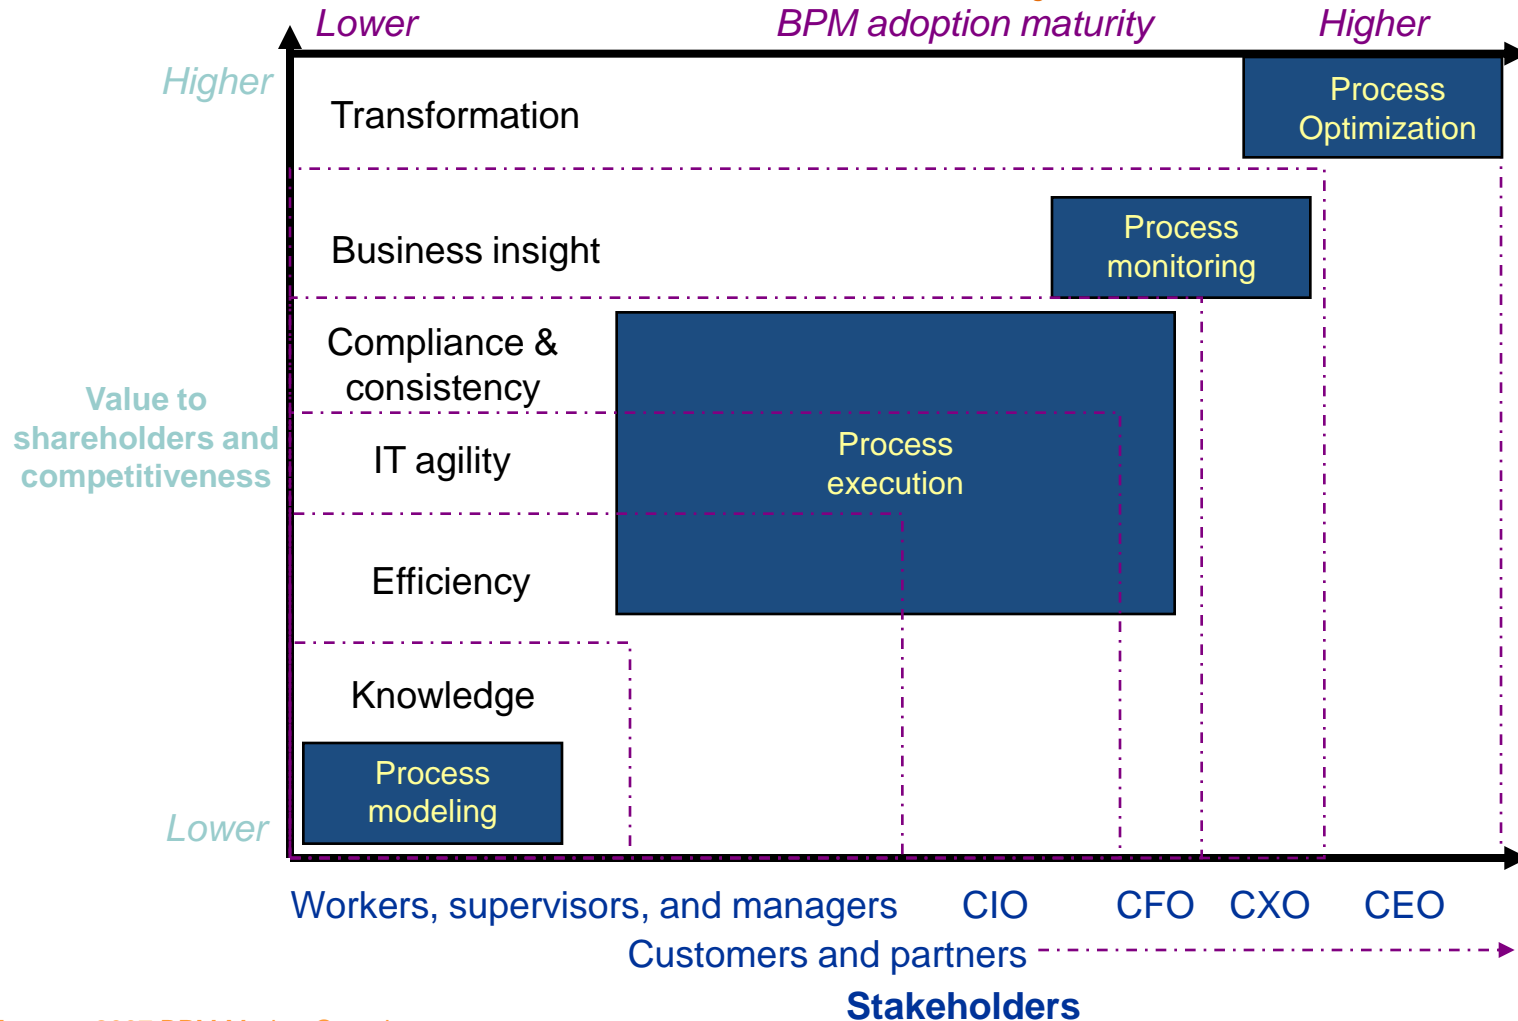 Lower BPM adoption maturity Higher
Higher
Transformation
Process
Optimization
Business insight
Process
monitoring
Compliance &
consistency
Value to
shareholders and
competitiveness
IT agility
Process
execution
Efficiency
Knowledge
Process
modeling
Lower
Workers, supervisors, and managers CIO CFO CXO CEO
Customers and partners
Stakeholders